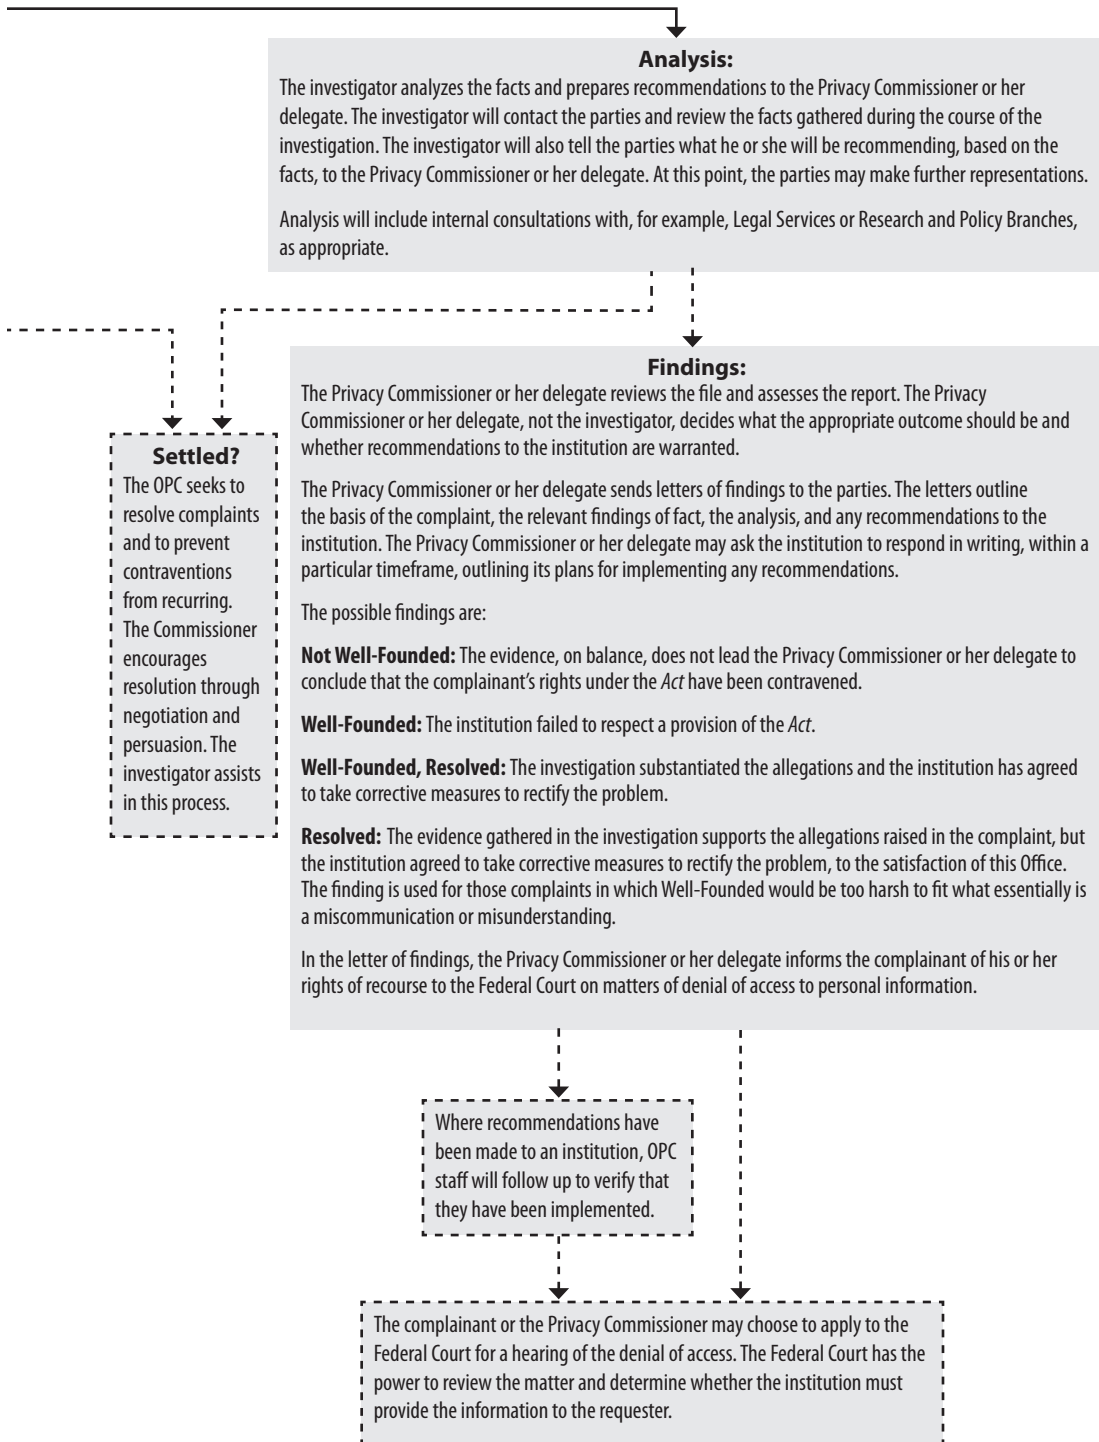 Analysis:
The investigator analyzes the facts and prepares recommendations to the Privacy Commissioner or her
delegate. The investigator will contact the parties and review the facts gathered during the course of the
investigation. The investigator will also tell the parties what he or she will be recommending, based on the
facts, to the Privacy Commissioner or her delegate. At this point, the parties may make further representations.
Analysis will include internal consultations with, for example, Legal Services or Research and Policy Branches,
as appropriate.
Settled?
The OPC seeks to
resolve complaints
and to prevent
contraventions
from recurring.
The Commissioner
encourages
resolution through
negotiation and
persuasion. The
investigator assists
in this process.
Findings:
The Privacy Commissioner or her delegate reviews the file and assesses the report. The Privacy
Commissioner or her delegate, not the investigator, decides what the appropriate outcome should be and
whether recommendations to the institution are warranted.
The Privacy Commissioner or her delegate sends letters of findings to the parties. The letters outline
the basis of the complaint, the relevant findings of fact, the analysis, and any recommendations to the
institution. The Privacy Commissioner or her delegate may ask the institution to respond in writing, within a
particular timeframe, outlining its plans for implementing any recommendations.
The possible findings are:
Not Well-Founded: The evidence, on balance, does not lead the Privacy Commissioner or her delegate to
conclude that the complainant's rights under the Act have been contravened.
Well-Founded: The institution failed to respect a provision of the Act.
Well-Founded, Resolved: The investigation substantiated the allegations and the institution has agreed
to take corrective measures to rectify the problem.
Resolved: The evidence gathered in the investigation supports the allegations raised in the complaint, but
the institution agreed to take corrective measures to rectify the problem, to the satisfaction of this Office.
The finding is used for those complaints in which Well-Founded would be too harsh to fit what essentially is
a miscommunication or misunderstanding.
In the letter of findings, the Privacy Commissioner or her delegate informs the complainant of his or her
rights of recourse to the Federal Court on matters of denial of access to personal information.
Where recommendations have
been made to an institution, OPC
staff will follow up to verify that
they have been implemented.
The complainant or the Privacy Commissioner may choose to apply to the
Federal Court for a hearing of the denial of access. The Federal Court has the
power to review the matter and determine whether the institution must
provide the information to the requester.